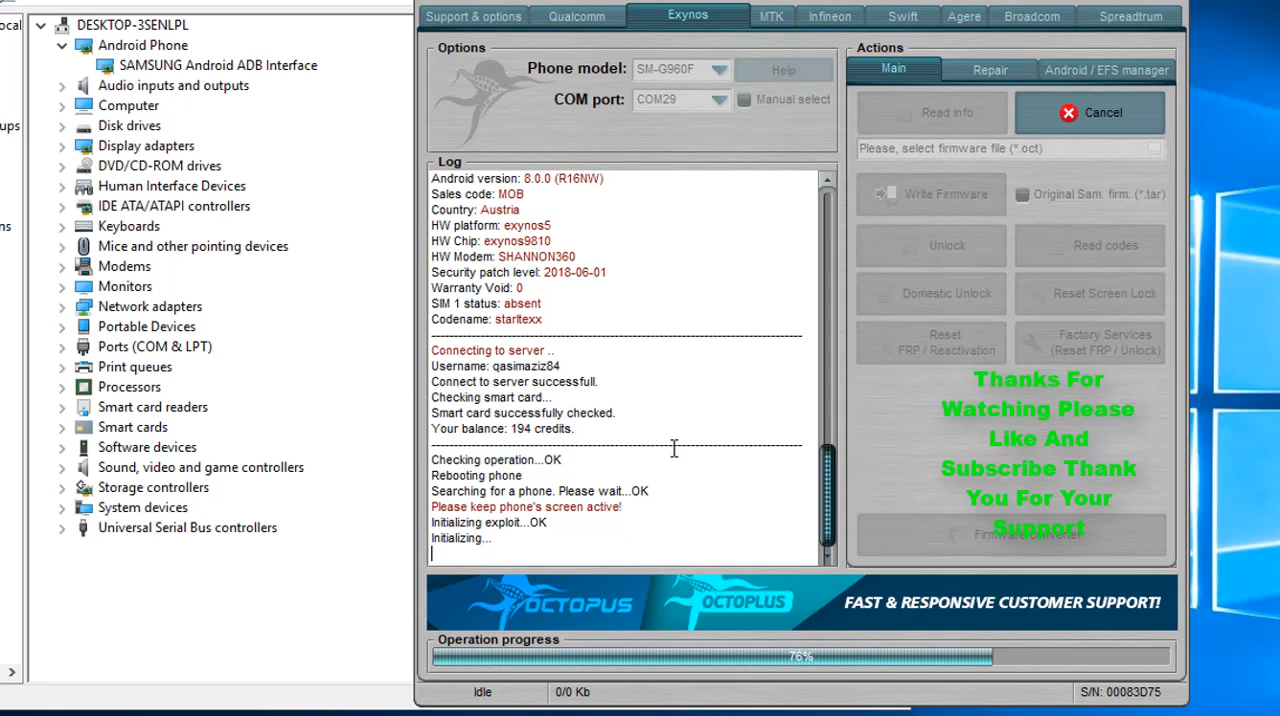 ocal
ups
ns
DESKTOP-3SENLPL
Android Phone
SAMSUNG Android ADB Interface
Audio inputs and outputs
Computer
Disk drives
Display adapters
DVD/CD-ROM drives
Human Interface Devices
IDE ATA/ATAPI controllers
Keyboards
Mice and other pointing devices
Modems
Monitors
Network adapters
Portable Devices
Ports (COM & LPT)
Print queues
Processors
Smart card readers
Smart cards
Software devices
Sound, video and game controllers
Storage controllers
System devices
Universal Serial Bus controllers
Support & options
Qualcomm
Exynos
MTK
Infineon
Swift
Agere
Broadcom
Spreadtrum
Options
Phone model:
SM-G960F
Help
COM port:
COM29
Manual select
Log
Android version: 8.0.0 (R16NW)
Sales code: MOB
Country: Austria
HW platform: exynos5
HW Chip: exynos9810
HW Modem: SHANNON360
Security patch level: 2018-06-01
Warranty Void: 0
SIM 1 status: absent
Codename: starltexx
Connecting to server ..
Username: qasimaziz84
Connect to server successfull.
Checking smart card...
Smart card successfully checked.
Your balance: 194 credits.
Checking operation...OK
Rebooting phone
Searching for a phone. Please wait...OK
Please keep phone's screen active!
Initializing exploit...OK
Initializing...
Actions
Main
Repair
Android / EFS manager
Read info
Cancel
Please, select firmware file (*.oct)
Write Firmware
Original Sam. firm. (*.tar)
Unlock
Read codes
Domestic Unlock
Reset Screen Lock
Reset
FRP / Reactivation
Factory Services
(Reset FRP / Unlock)
Thanks For
Watching Please
Like And
Subscribe Thank
You For Your
Support
Firmware converter
OCTOPUS
OCTOPLUS
FAST & RESPONSIVE CUSTOMER SUPPORT!
Operation progress
76%
Idle
0/0 Kb
S/N: 00083D75